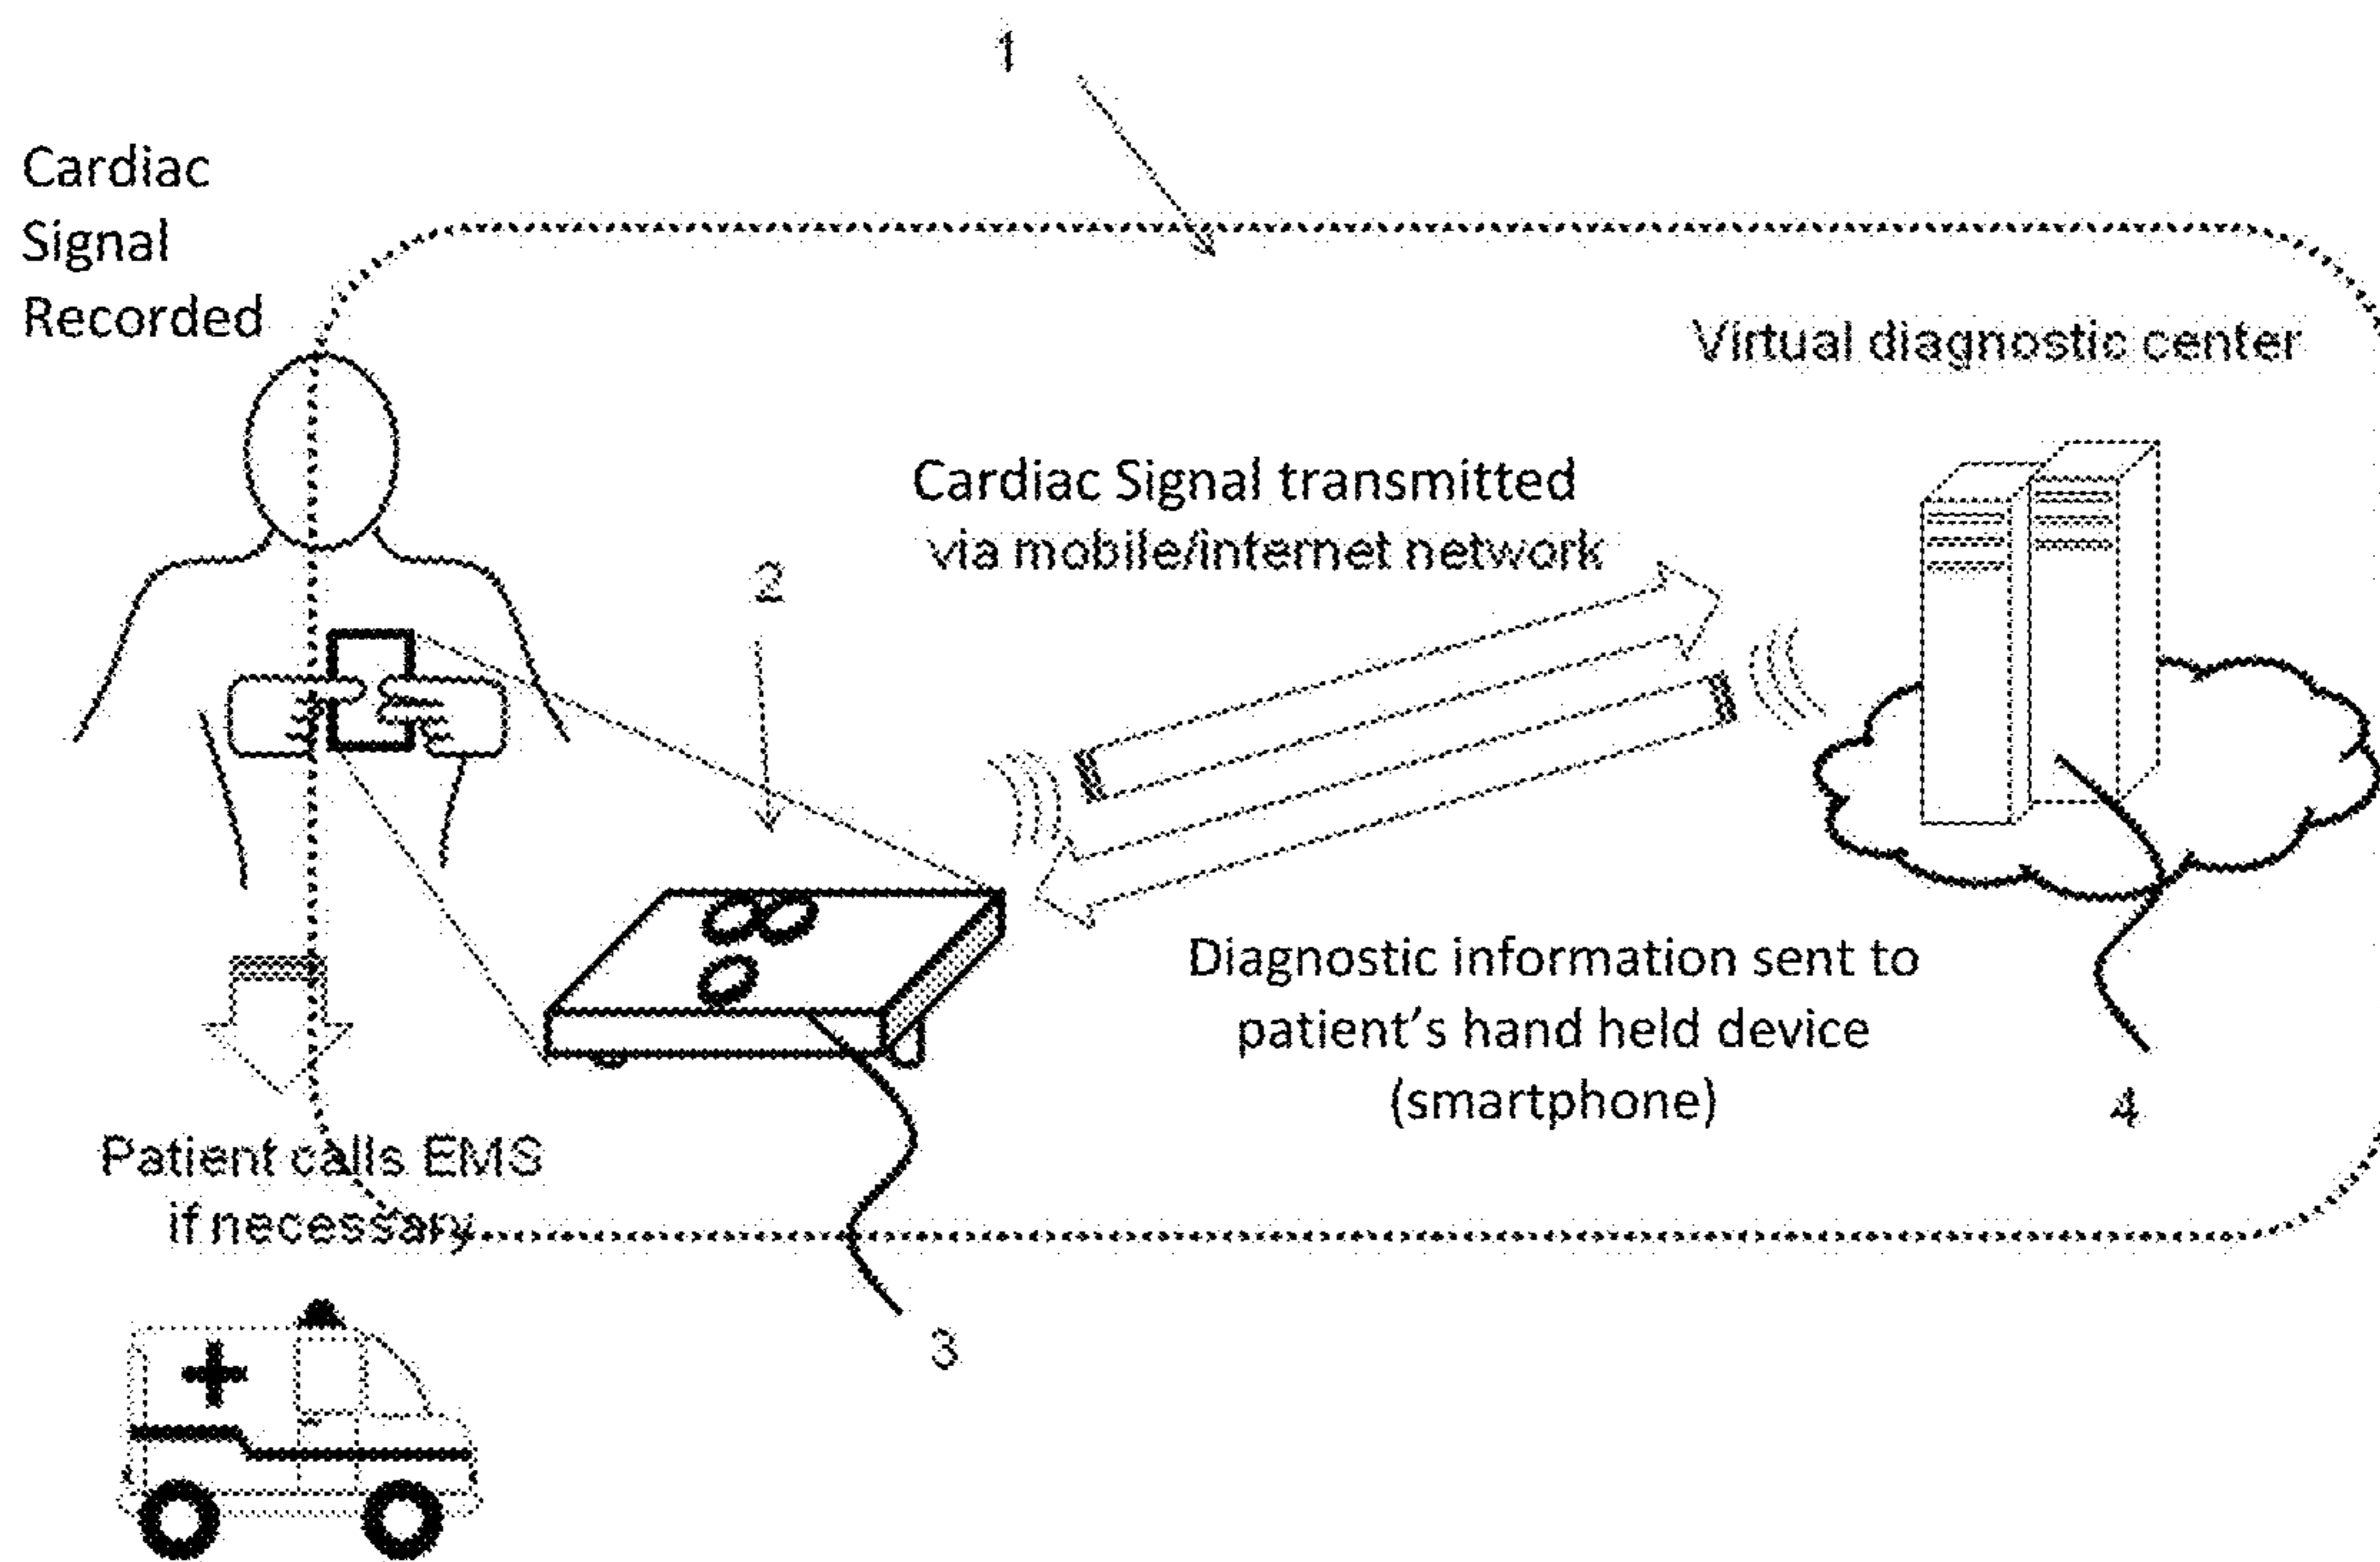 1
Cardiac
Signal
Recorded
Virtual diagnostic center
Cardiac Signal transmitted
via mobile/internet network
2
Diagnostic information sent to
patient's hand held device
(smartphone)
4
Patient calls EMS
if necessary
3